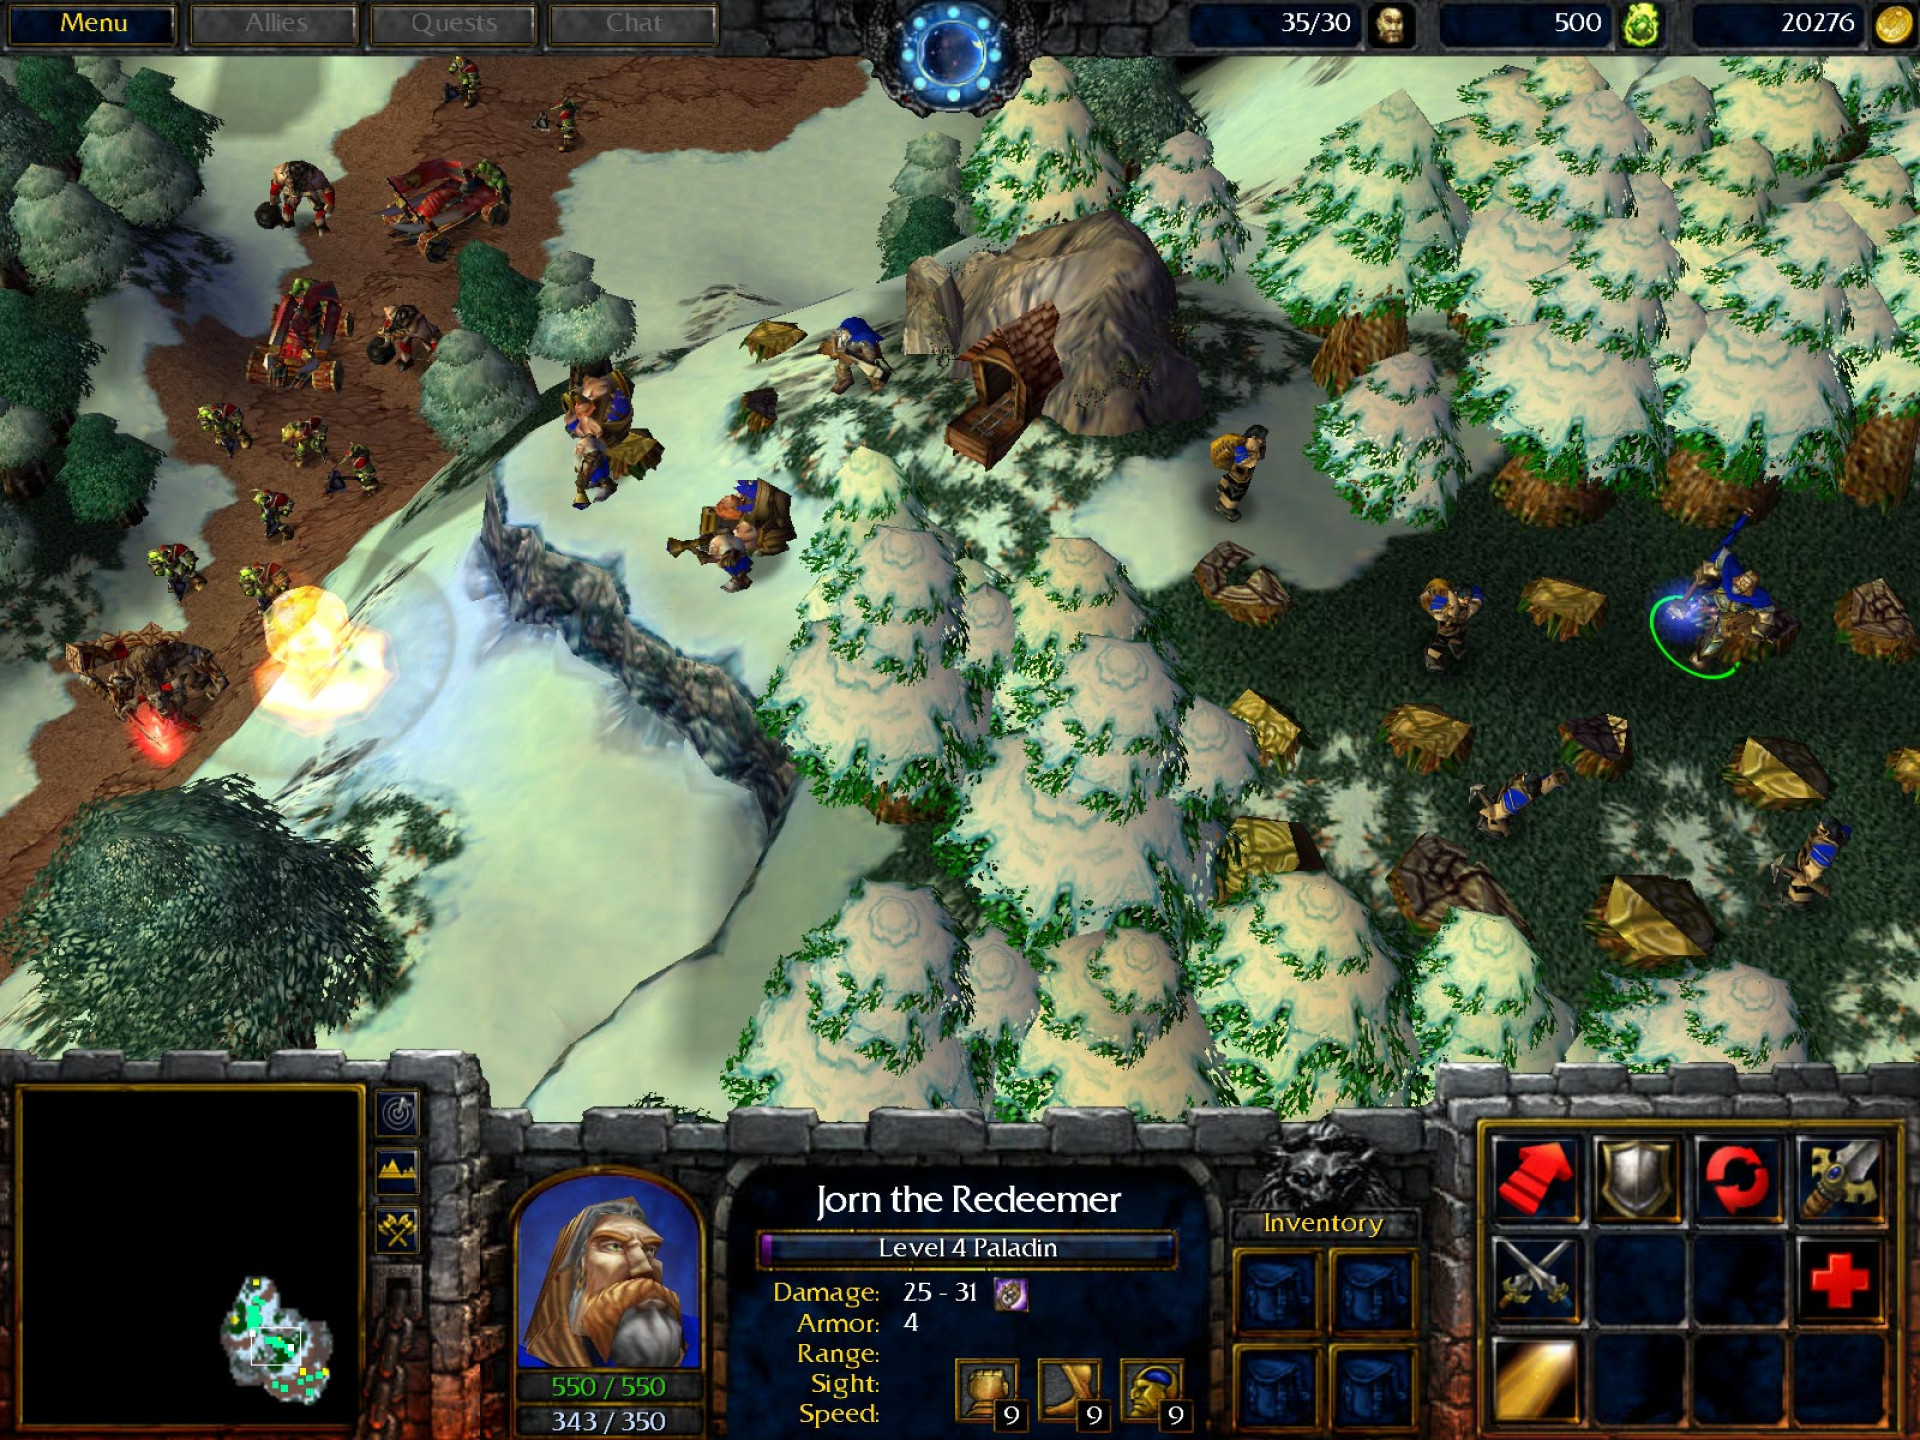 Menu
Allies
Quests
Chat
35/30
500
20276
Jorn the Redeemer
Level 4 Paladin
Damage: 25 - 31
Armor: 4
Range:
Sight:
Speed:
9
9
9
550 / 550
343 / 350
Inventory